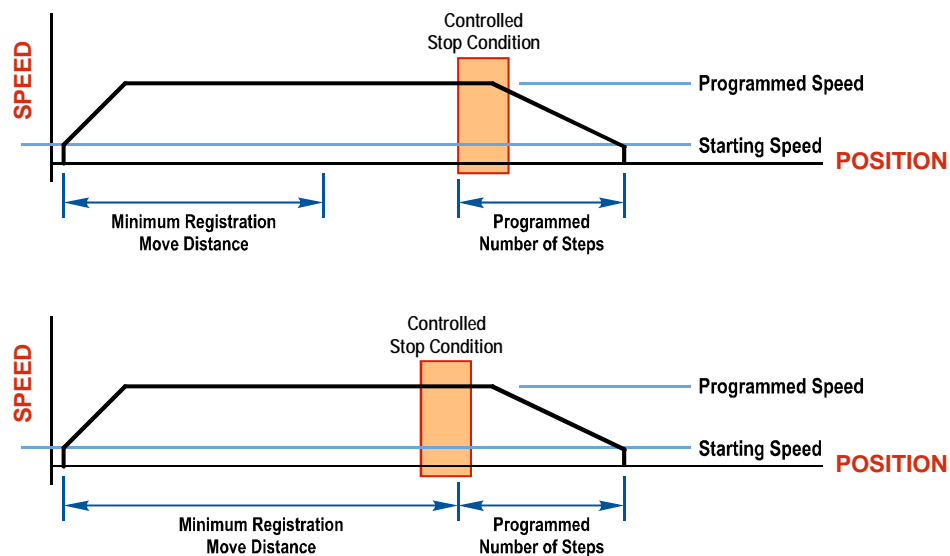 Controlled
Stop Condition
SPEED
Programmed Speed
Starting Speed
POSITION
Minimum Registration
Move Distance
Programmed
Number of Steps
Controlled
Stop Condition
SPEED
Programmed Speed
Starting Speed
POSITION
Minimum Registration
Move Distance
Programmed
Number of Steps